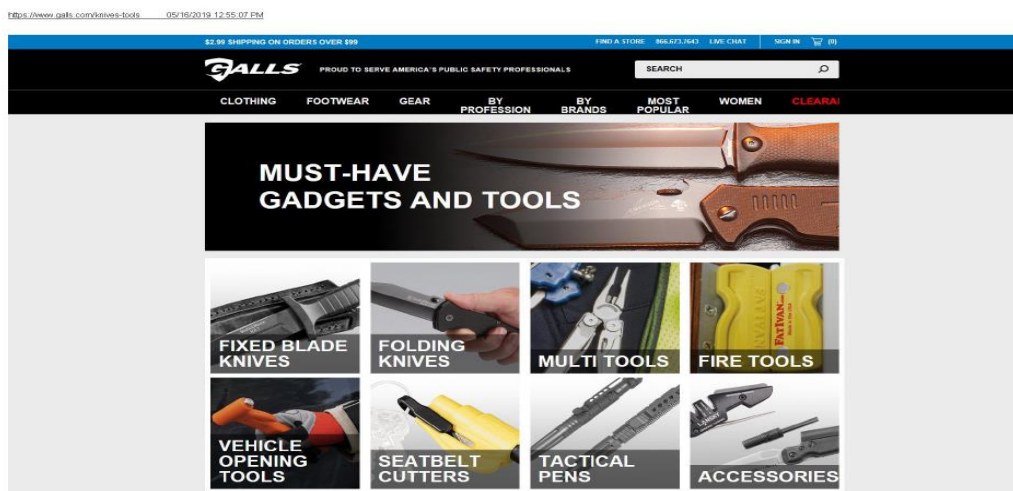 https://www.galls.com/knives-tools 05/16/2019 12:55:07 PM
$2.99 SHIPPING ON ORDERS OVER $99 FIND A STORE 866.673.7643 LIVE CHAT SIGN IN (0)
GALLS PROUD TO SERVE AMERICA'S PUBLIC SAFETY PROFESSIONALS SEARCH
CLOTHING FOOTWEAR GEAR BY PROFESSION BY BRANDS MOST POPULAR WOMEN CLEARAI
MUST-HAVE
GADGETS AND TOOLS
FIXED BLADE
KNIVES
FOLDING
KNIVES
MULTI TOOLS
FATIVAN
FIRE TOOLS
VEHICLE
OPENING
TOOLS
SEATBELT
CUTTERS
TACTICAL
PENS
LANSKY
ACCESSORIES